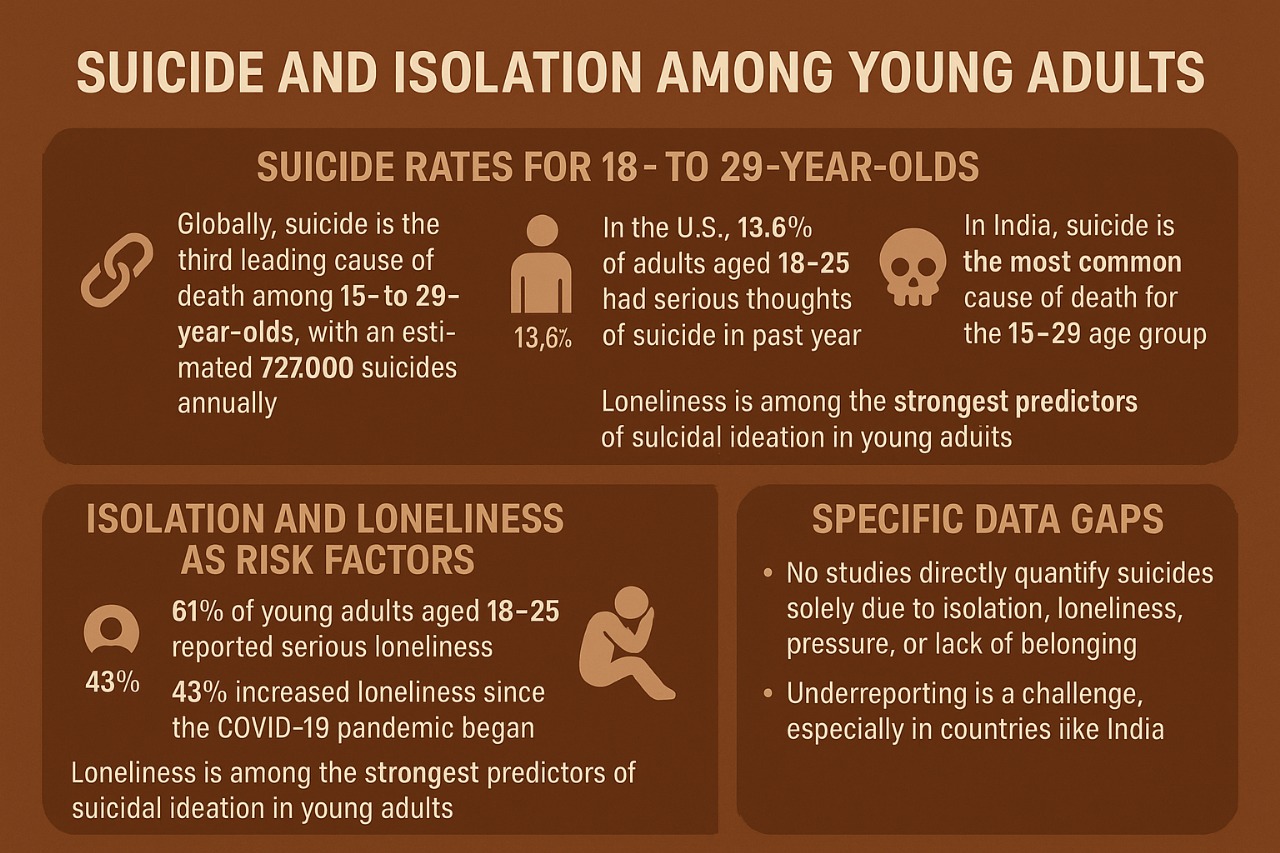 SUICIDE AND ISOLATION AMONG YOUNG ADULTS
SUICIDE RATES FOR 18- TO 29-YEAR-OLDS
Globally, suicide is the
third leading cause of
death among 15- to 29-
year-olds, with an esti-
mated 727.000 suicides
annually
13,6%
In the U.S., 13.6%
of adults aged 18-25
had serious thoughts
of suicide in past year
In India, suicide is
the most common
cause of death for
the 15-29 age group
Loneliness is among the strongest predictors
of sulcidal ideation in young aduits
ISOLATION AND LONELINESS
AS RISK FACTORS
43%
61% of young adults aged 18-25
reported serious loneliness
43% increased loneliness since
the COVID-19 pandemic began
Loneliness is among the strongest predictors of
suicidal ideation in young adults
SPECIFIC DATA GAPS
• No studies directly quantify suicides
solely due to isolation, loneliness,
pressure, or lack of belonging
• Underreporting is a challenge,
especially in countries iike India